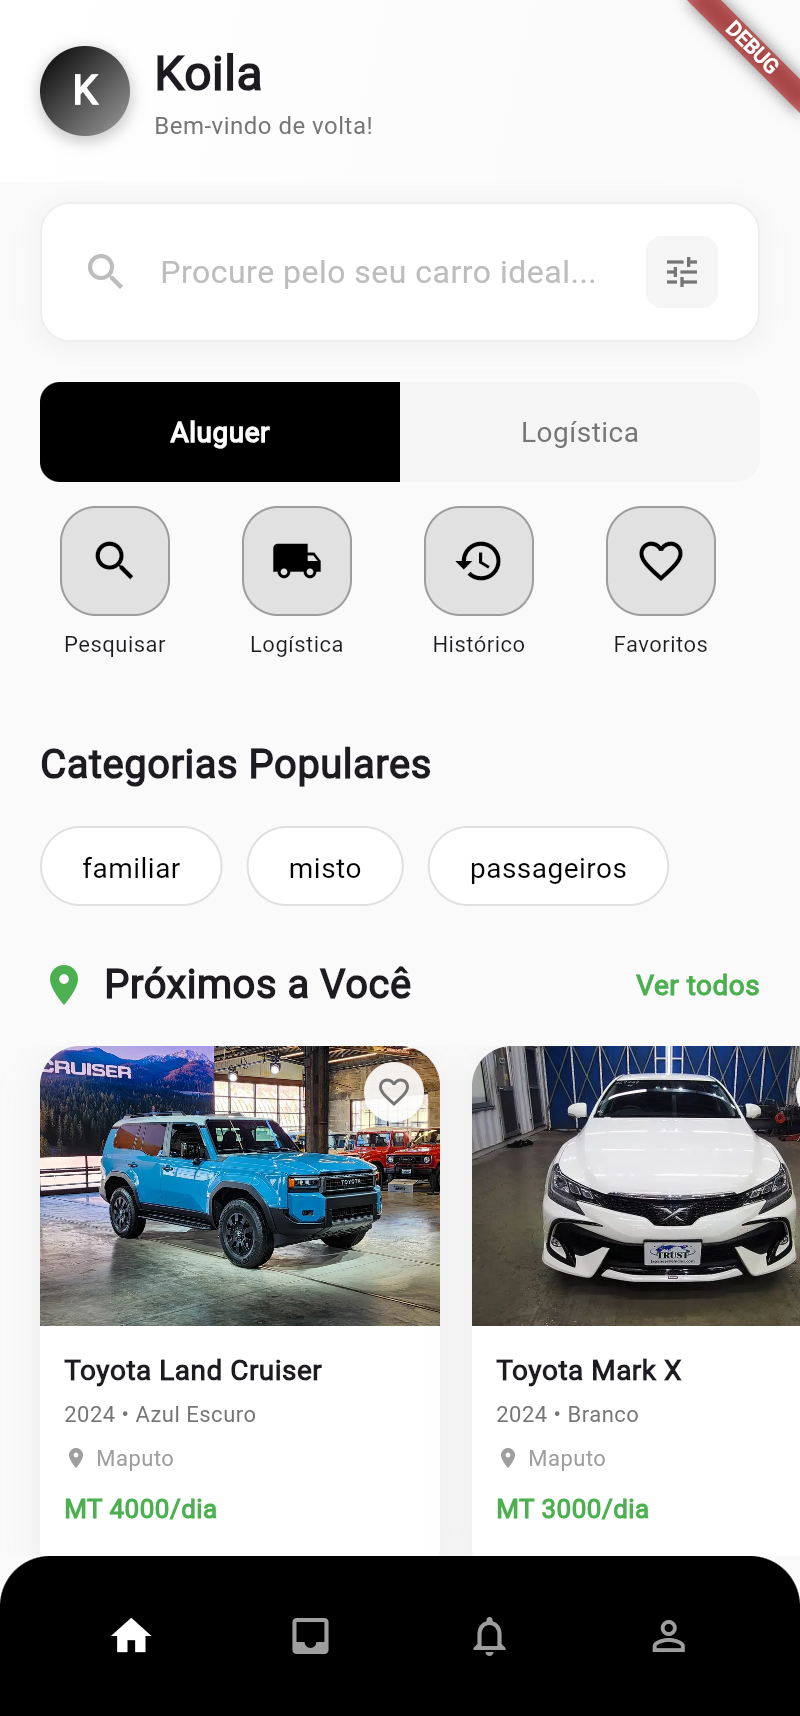 DEBUG
K
Koila
Bem-vindo de volta!
Procure pelo seu carro ideal...
Aluguer
Logística
Pesquisar
Logística
Histórico
Favoritos
Categorias Populares
familiar
misto
passageiros
Próximos a Você
Ver todos
CRUISER
TOYOTA
TRUST
Toyota Land Cruiser
2024 • Azul Escuro
Maputo
MT 4000/dia
Toyota Mark X
2024 • Branco
Maputo
MT 3000/dia